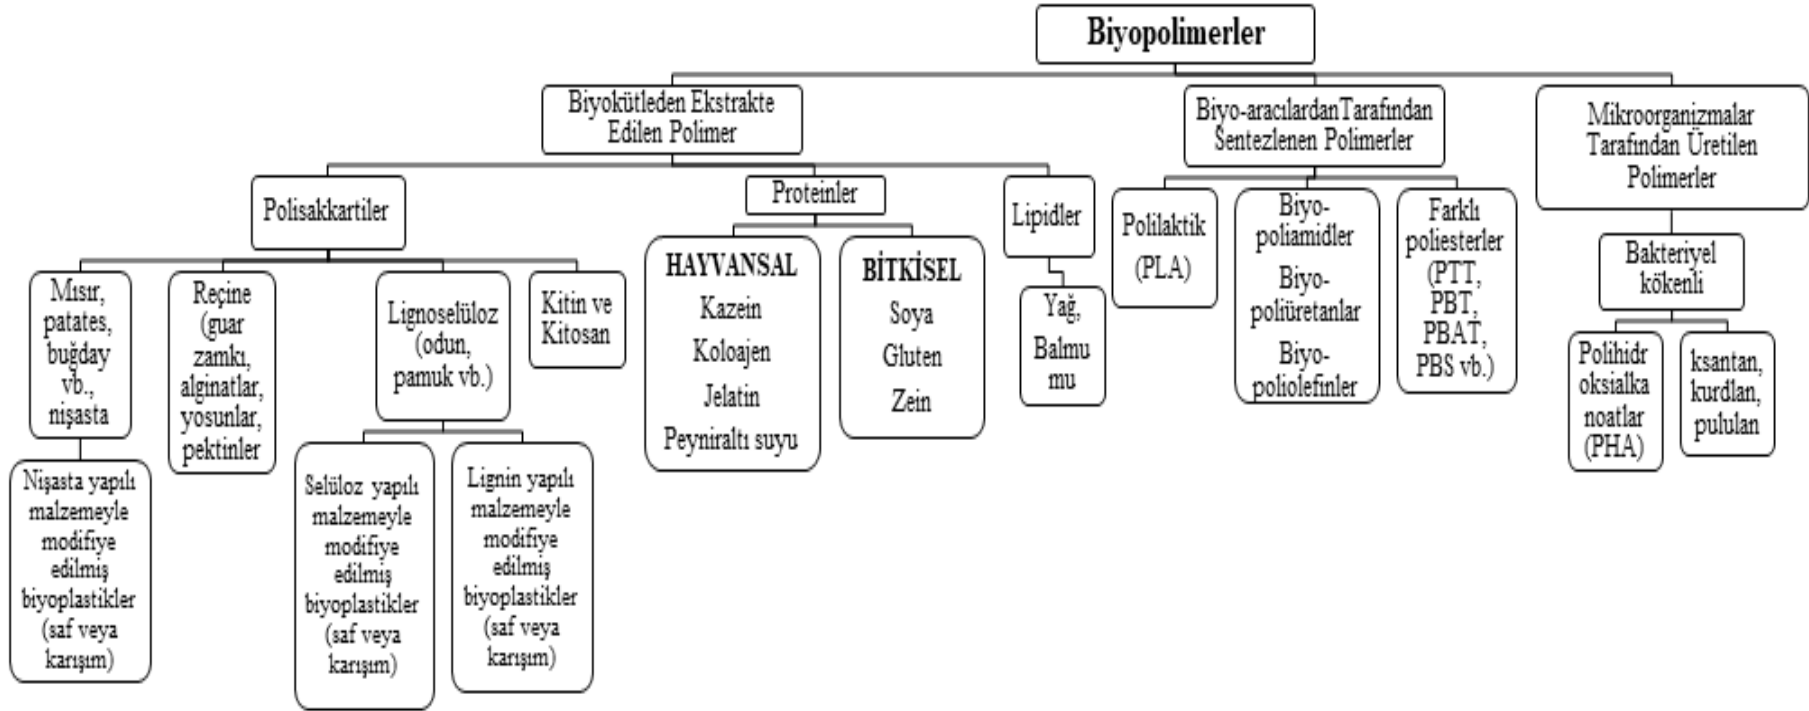 Biyopolimerler
Biyokütleden Ekstrakte
Edilen Polimer
Biyo-aracılardanTarafından
Sentezlenen Polimerler
Mikroorganizmalar
Tarafından Üretilen
Polimerler
Polisakkartiler
Proteinler
Lipidler
Polilaktik
(PLA)
Biyo-
poliamidler
Biyo-
poliüretanlar
Biyo-
poliolefinler
Farklı
poliesterler
(PTT,
PBT,
PBAT,
PBS vb.)
Bakteriyel
kökenli
Mısır,
patates,
buğday
vb.,
nişasta
Reçine
(guar
zamkı,
alginatlar,
yosunlar,
pektinler
Lignoselüloz
(odun,
pamuk vb.)
Kitin ve
Kitosan
HAYVANSAL
Kazein
Koloajen
Jelatin
Peyniraltı suyu
BİTKİSEL
Soya
Gluten
Zein
Yağ,
Balmu
mu
Polihidr
oksialka
noatlar
(PHA)
ksantan,
kurdlan,
pululan
Nişasta yapılı
malzemeyle
modifiye
edilmiş
biyoplastikler
(saf veya
karışım)
Selüloz yapılı
malzemeyle
modifiye
edilmiş
biyoplastikler
(saf veya
karışım)
Lignin yapılı
malzemeyle
modifiye
edilmiş
biyoplastikler
(saf veya
karışım)